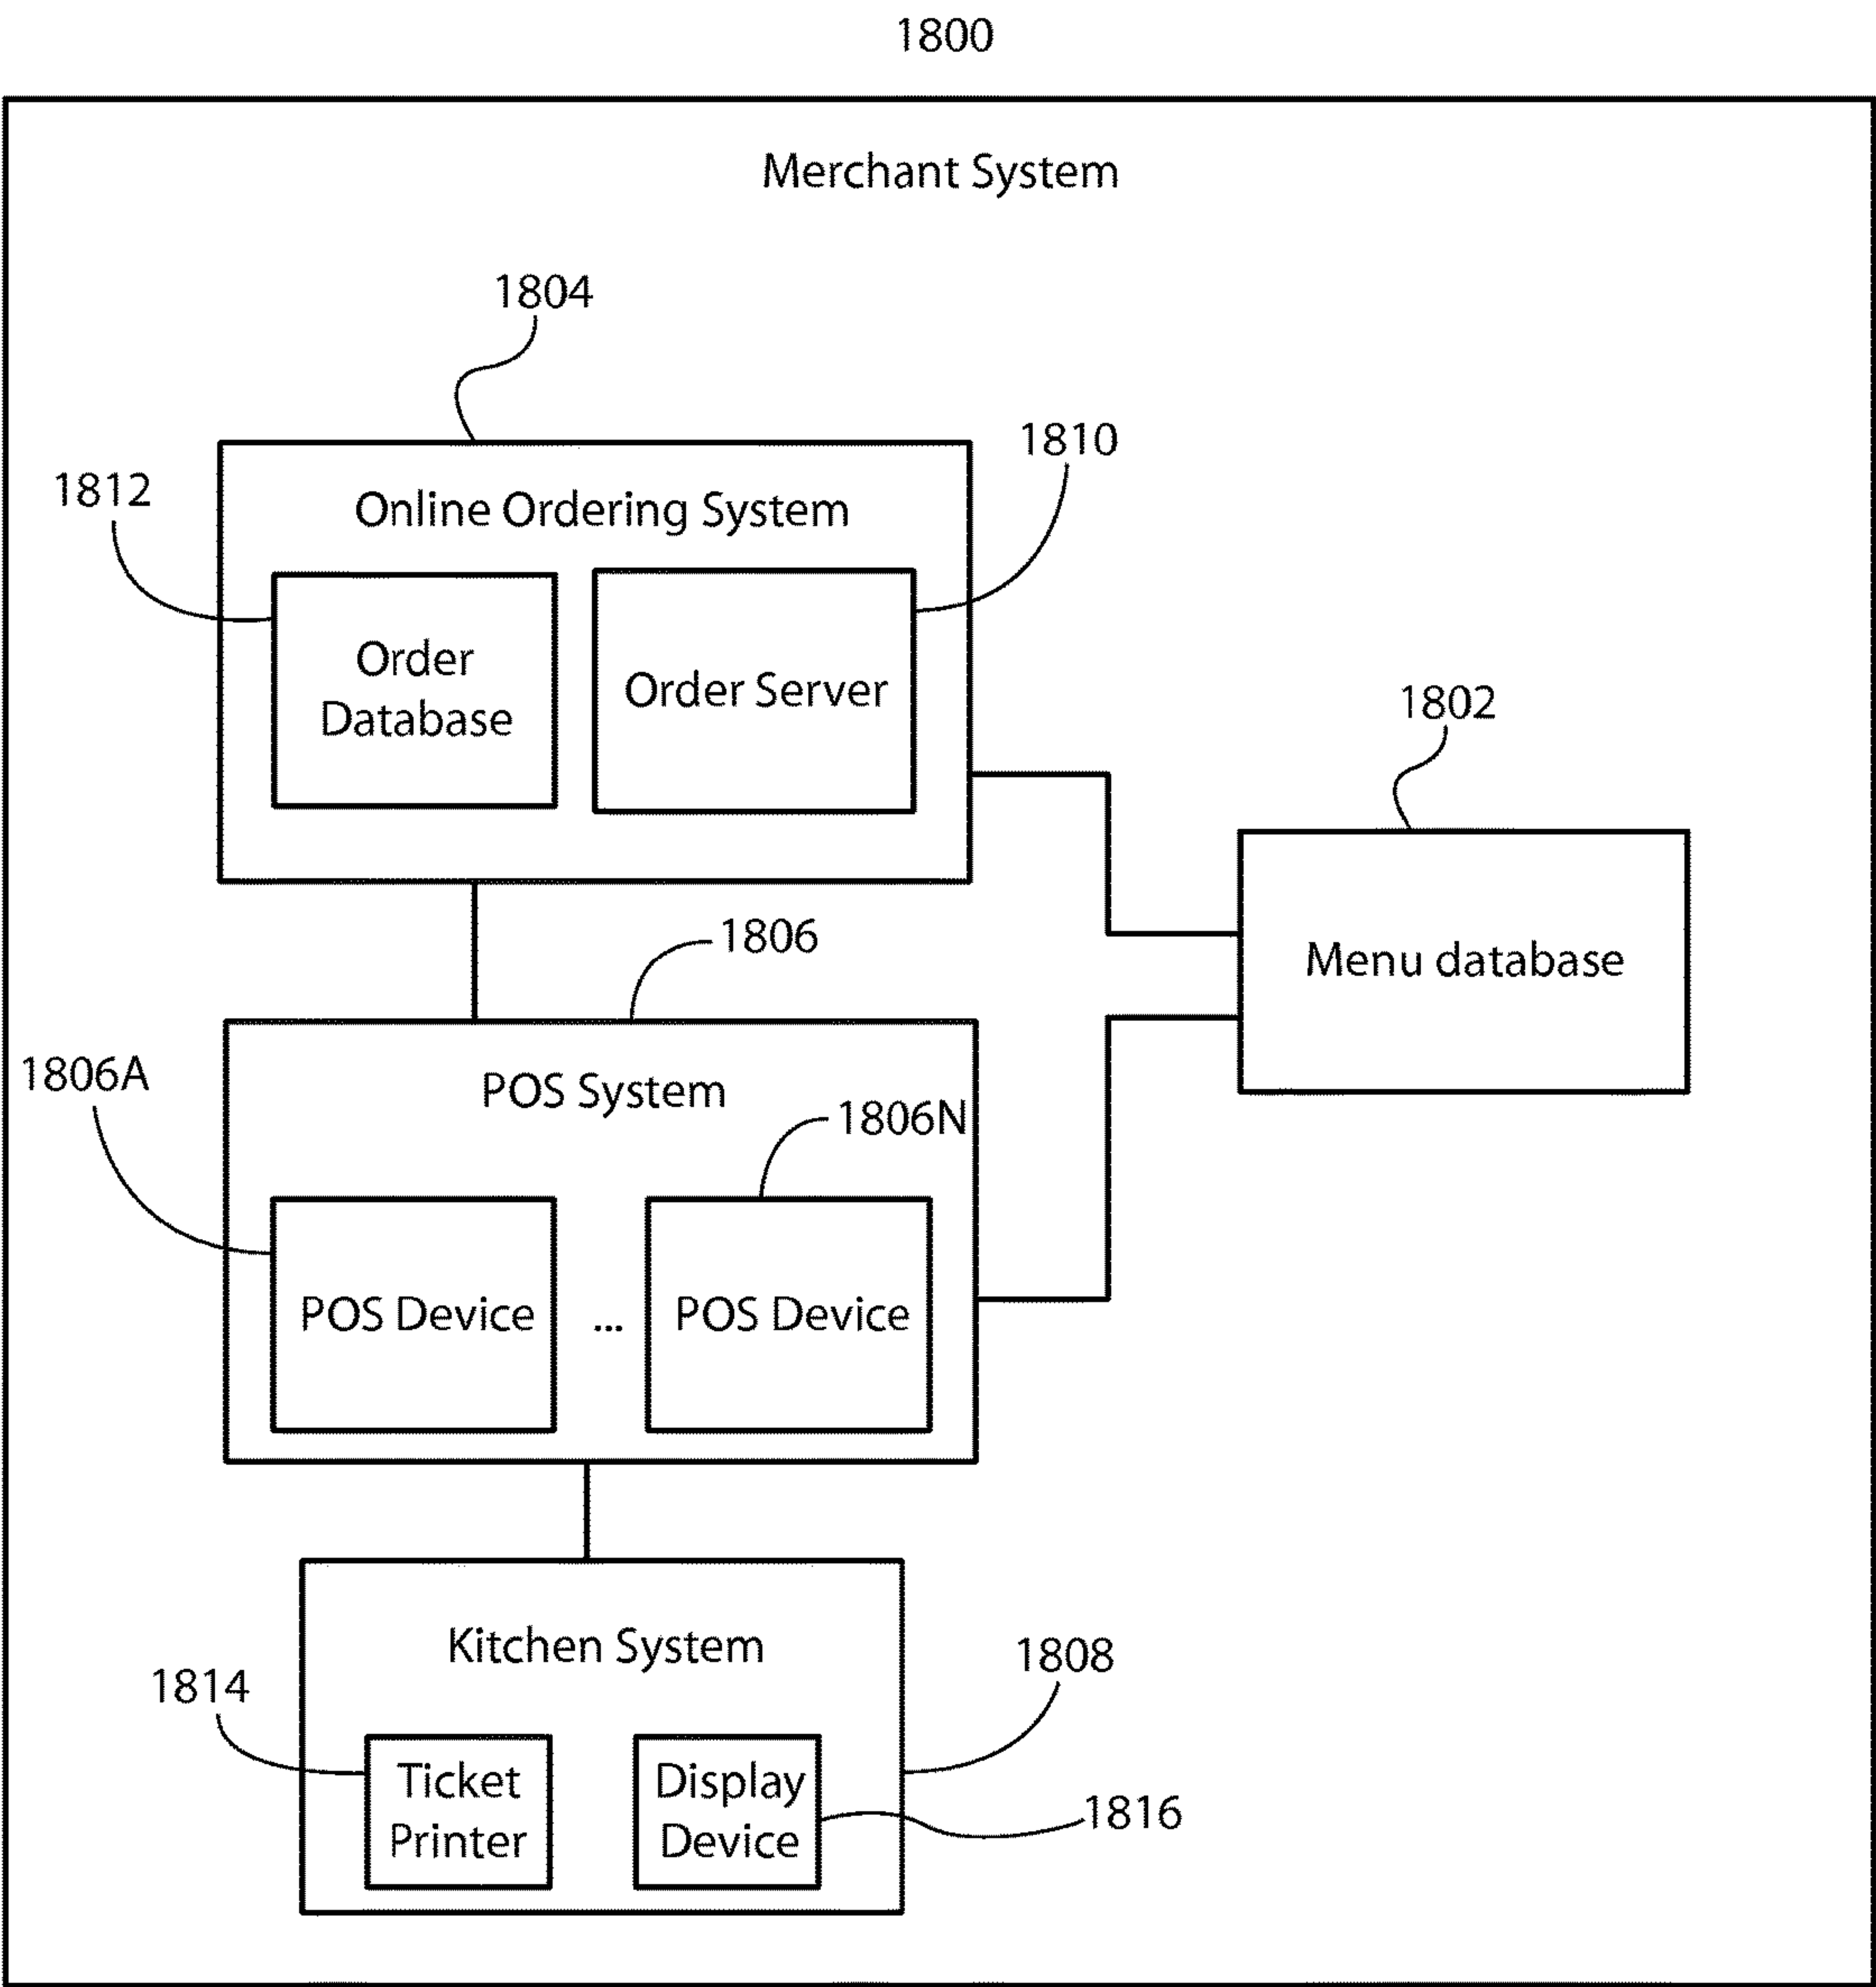 1800
Merchant System
1804
1810
1812
Online Ordering System
Order
Database
Order Server
1802
Menu database
1806
1806A
POS System
1806N
POS Device
...
POS Device
Kitchen System
1808
1814
Ticket
Printer
Display
Device
1816